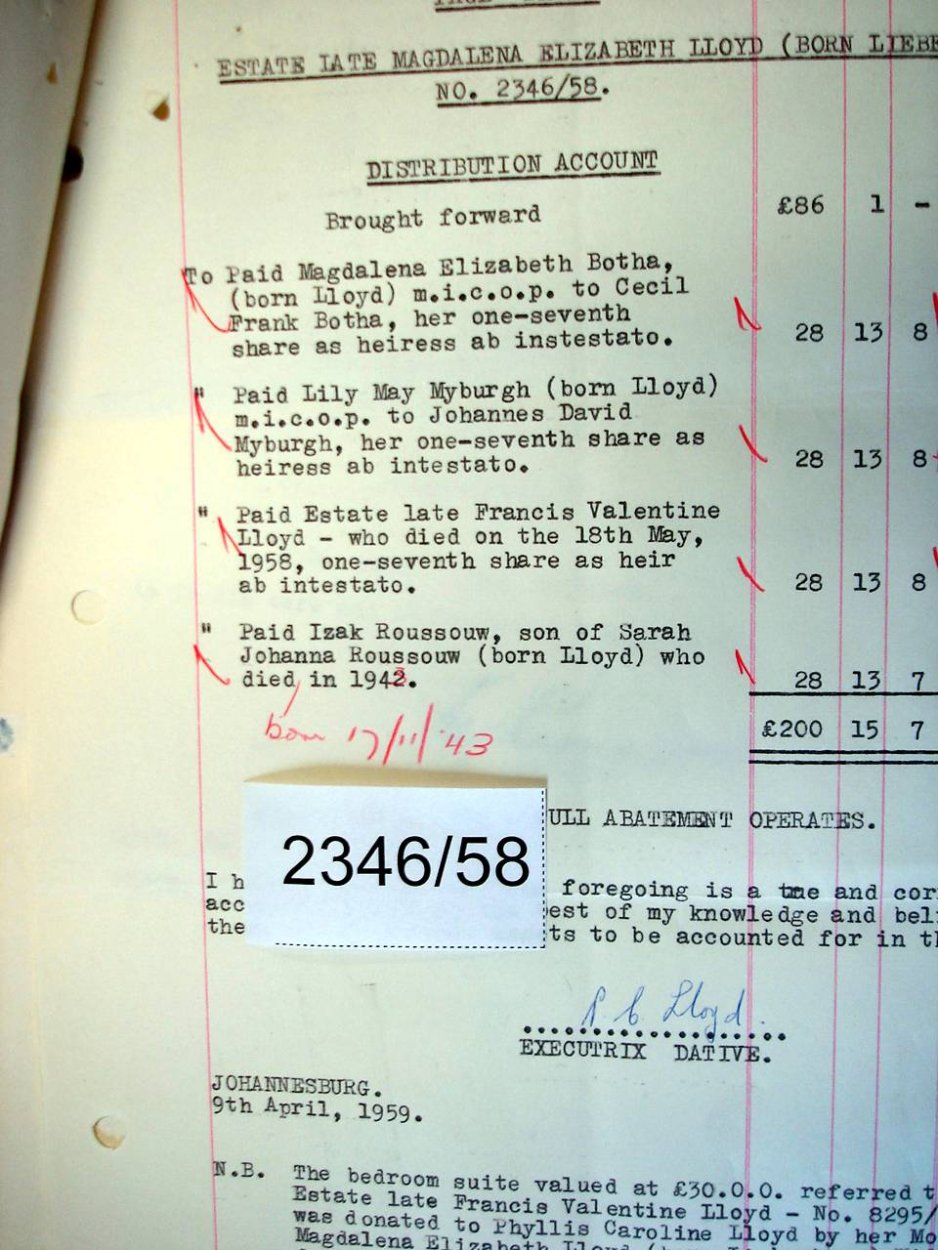 ESTATE LATE MAGDALENA ELIZABETH LLOYD (BORN LIEBE
NO. 2346/58.
DISTRIBUTION ACCOUNT
Brought forward £86 1 -
To Paid Magdalena Elizabeth Botha,
(born Lloyd) m.i.c.o.p. to Cecil
Frank Botha, her one-seventh
share as heiress ab instestato. 28 13 8
" Paid Lily May Myburgh (born Lloyd)
m.i.c.o.p. to Johannes David
Myburgh, her one-seventh share as
heiress ab intestato. 28 13 8
" Paid Estate late Francis Valentine
Lloyd - who died on the 18th May,
1958, one-seventh share as heir
ab intestato. 28 13 8
" Paid Izak Roussouw, son of Sarah
Johanna Roussouw (born Lloyd) who
died in 1943. 28 13 7
born 17/11/'43 £200 15 7
ULL ABATEMENT OPERATES.
2346/58
I h foregoing is a true and cor
acc est of my knowledge and beli
the ts to be accounted for in th
P C Lloyd
EXECUTRIX DATIVE.
JOHANNESBURG.
9th April, 1959.
N.B. The bedroom suite valued at £30.0.0. referred t
Estate late Francis Valentine Lloyd - No. 8295/
was donated to Phyllis Caroline Lloyd by her Mo
Magdalena Elizabeth Lloyd